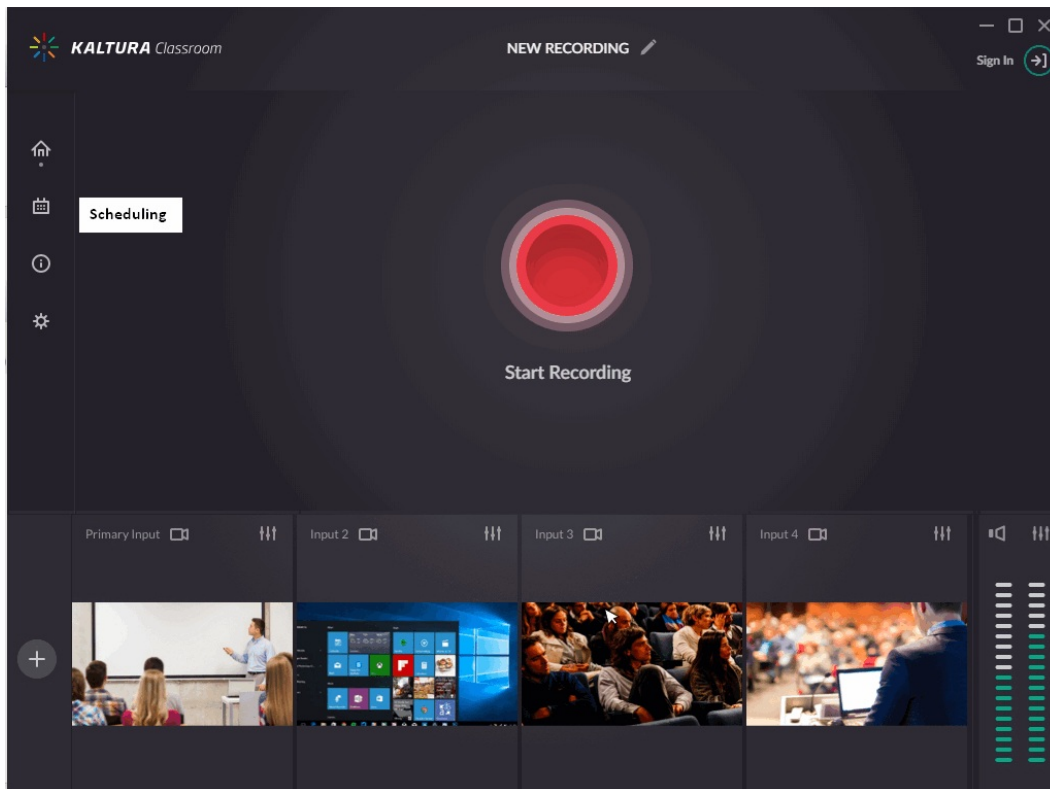 KALTURA Classroom
NEW RECORDING
Sign In
Scheduling
Start Recording
Primary Input
Input 2
Input 3
Input 4